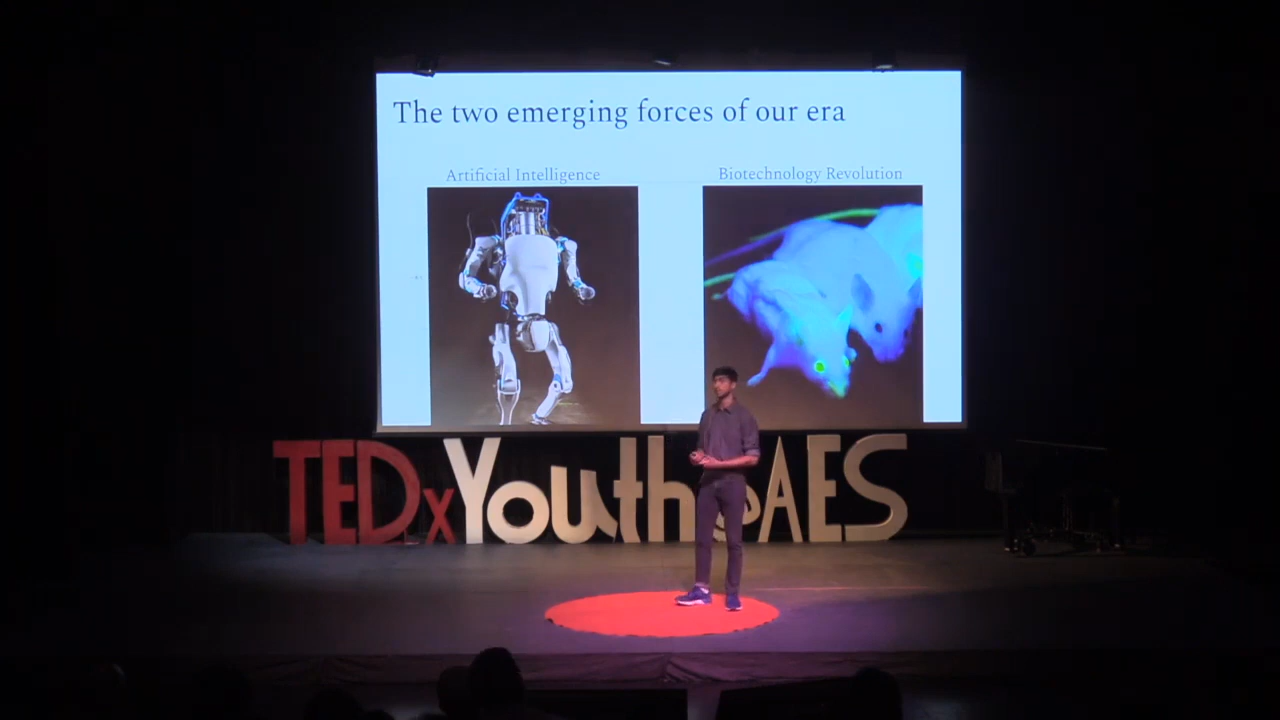 The two emerging forces of our era
Artificial Intelligence
Biotechnology Revolution
TEDxYouth@AES